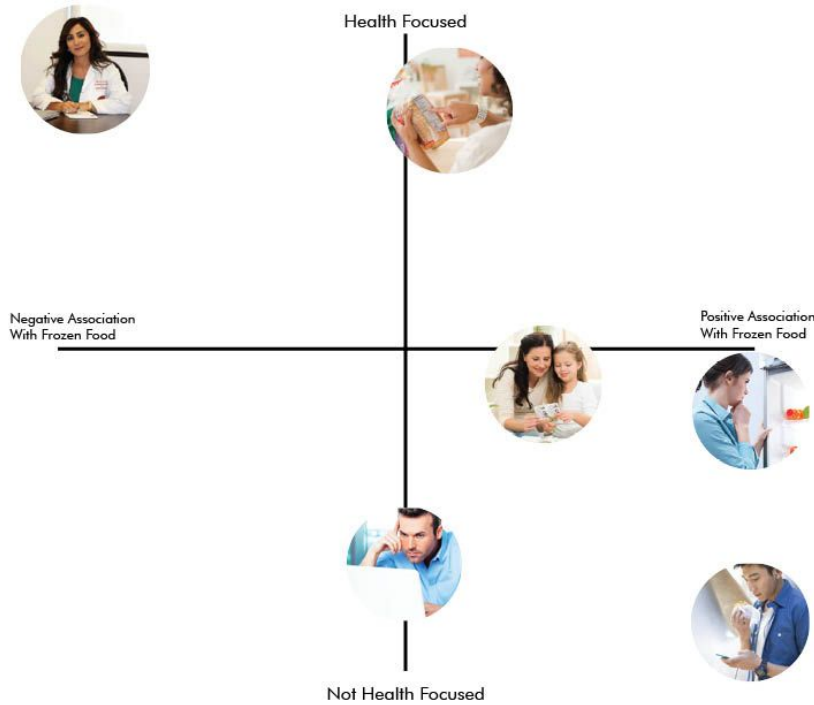 Health Focused
Negative Association
With Frozen Food
Positive Association
With Frozen Food
Not Health Focused